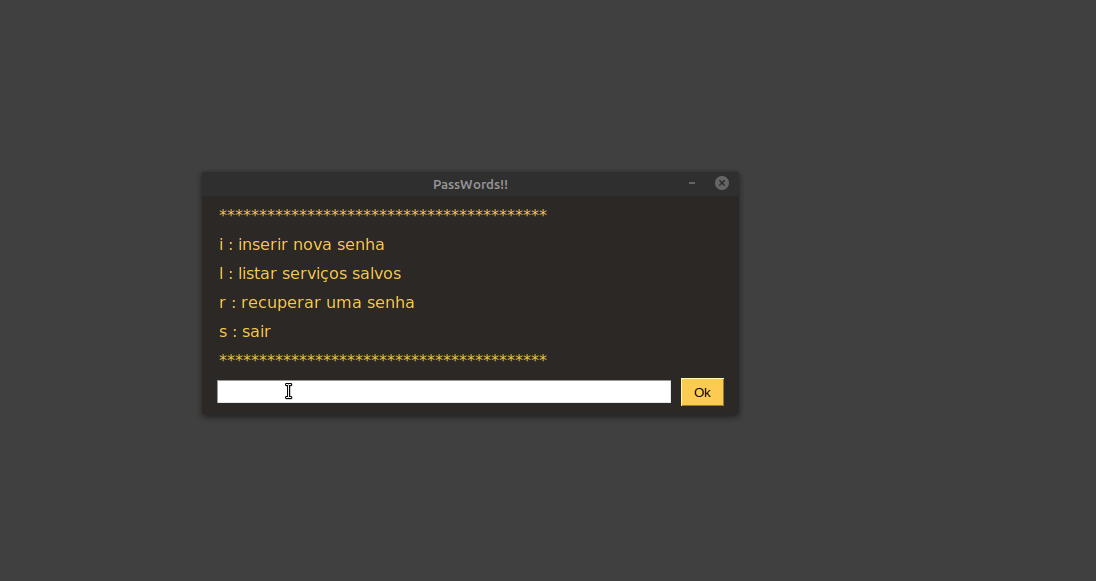 PassWords!!
*****************************************
i : inserir nova senha
l : listar serviços salvos
r : recuperar uma senha
s : sair
*****************************************
Ok